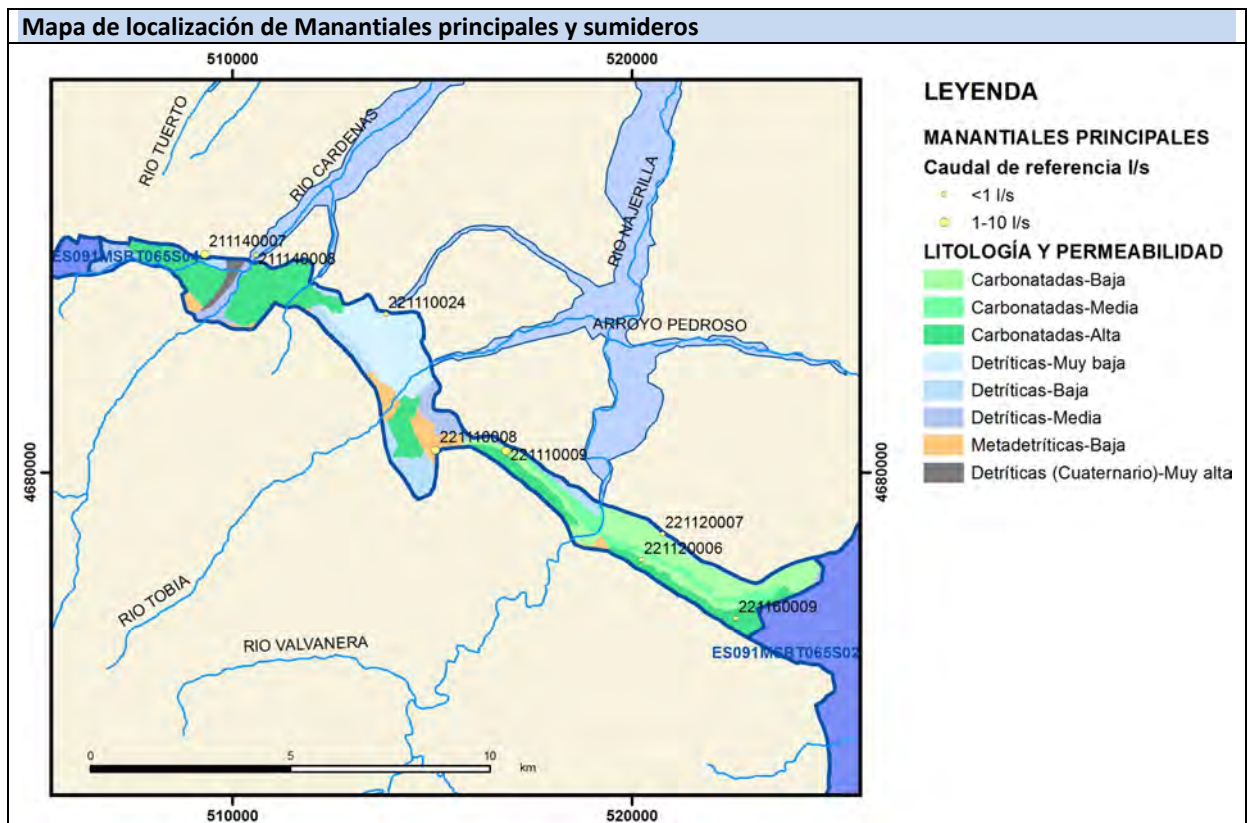 Mapa de localización de Manantiales principales y sumideros
510000
520000
RIO TUERTO
RIO CARDENAS
RIO NAJERILLA
211140007
ES091MSBT065S04
211140008
221110024
ARROYO PEDROSO
4680000
4680000
221110008
221110009
221120007
221120006
RIO TOBIA
221160009
RIO VALVANERA
ES091MSBT065S02
0 5 10
km
510000
520000
LEYENDA
MANANTIALES PRINCIPALES
Caudal de referencia l/s
<1 l/s
1-10 l/s
LITOLOGÍA Y PERMEABILIDAD
Carbonatadas-Baja
Carbonatadas-Media
Carbonatadas-Alta
Detríticas-Muy baja
Detríticas-Baja
Detríticas-Media
Metadetríticas-Baja
Detríticas (Cuaternario)-Muy alta